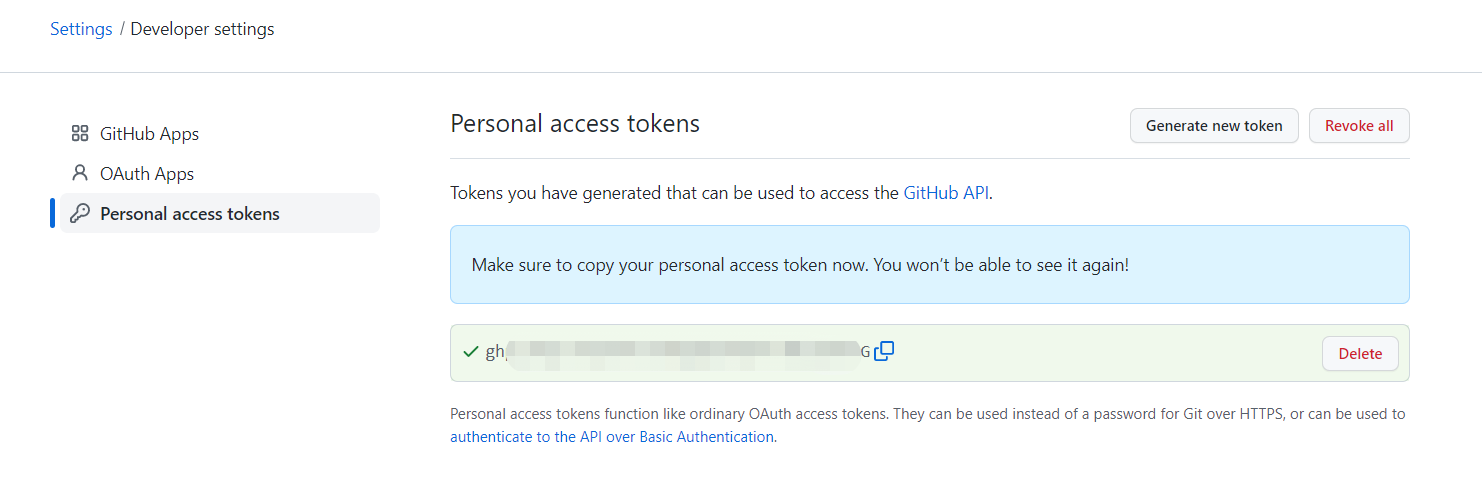 Settings / Developer settings
GitHub Apps
OAuth Apps
Personal access tokens
Personal access tokens
Generate new token
Revoke all
Tokens you have generated that can be used to access the GitHub API.
Make sure to copy your personal access token now. You won’t be able to see it again!
Delete
Personal access tokens function like ordinary OAuth access tokens. They can be used instead of a password for Git over HTTPS, or can be used to
authenticate to the API over Basic Authentication.